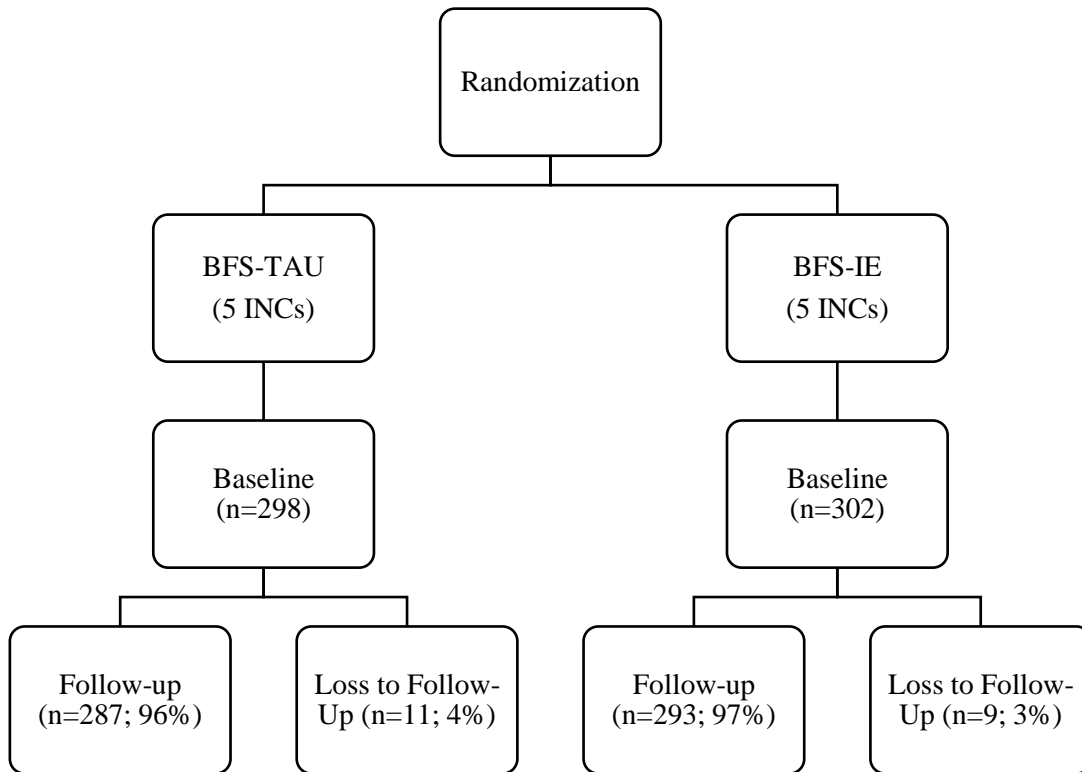 Randomization
BFS-TAU
(5 INCs)
BFS-IE
(5 INCs)
Baseline
(n=298)
Baseline
(n=302)
Follow-up
(n=287; 96%)
Loss to Follow-
Up (n=11; 4%)
Follow-up
(n=293; 97%)
Loss to Follow-
Up (n=9; 3%)